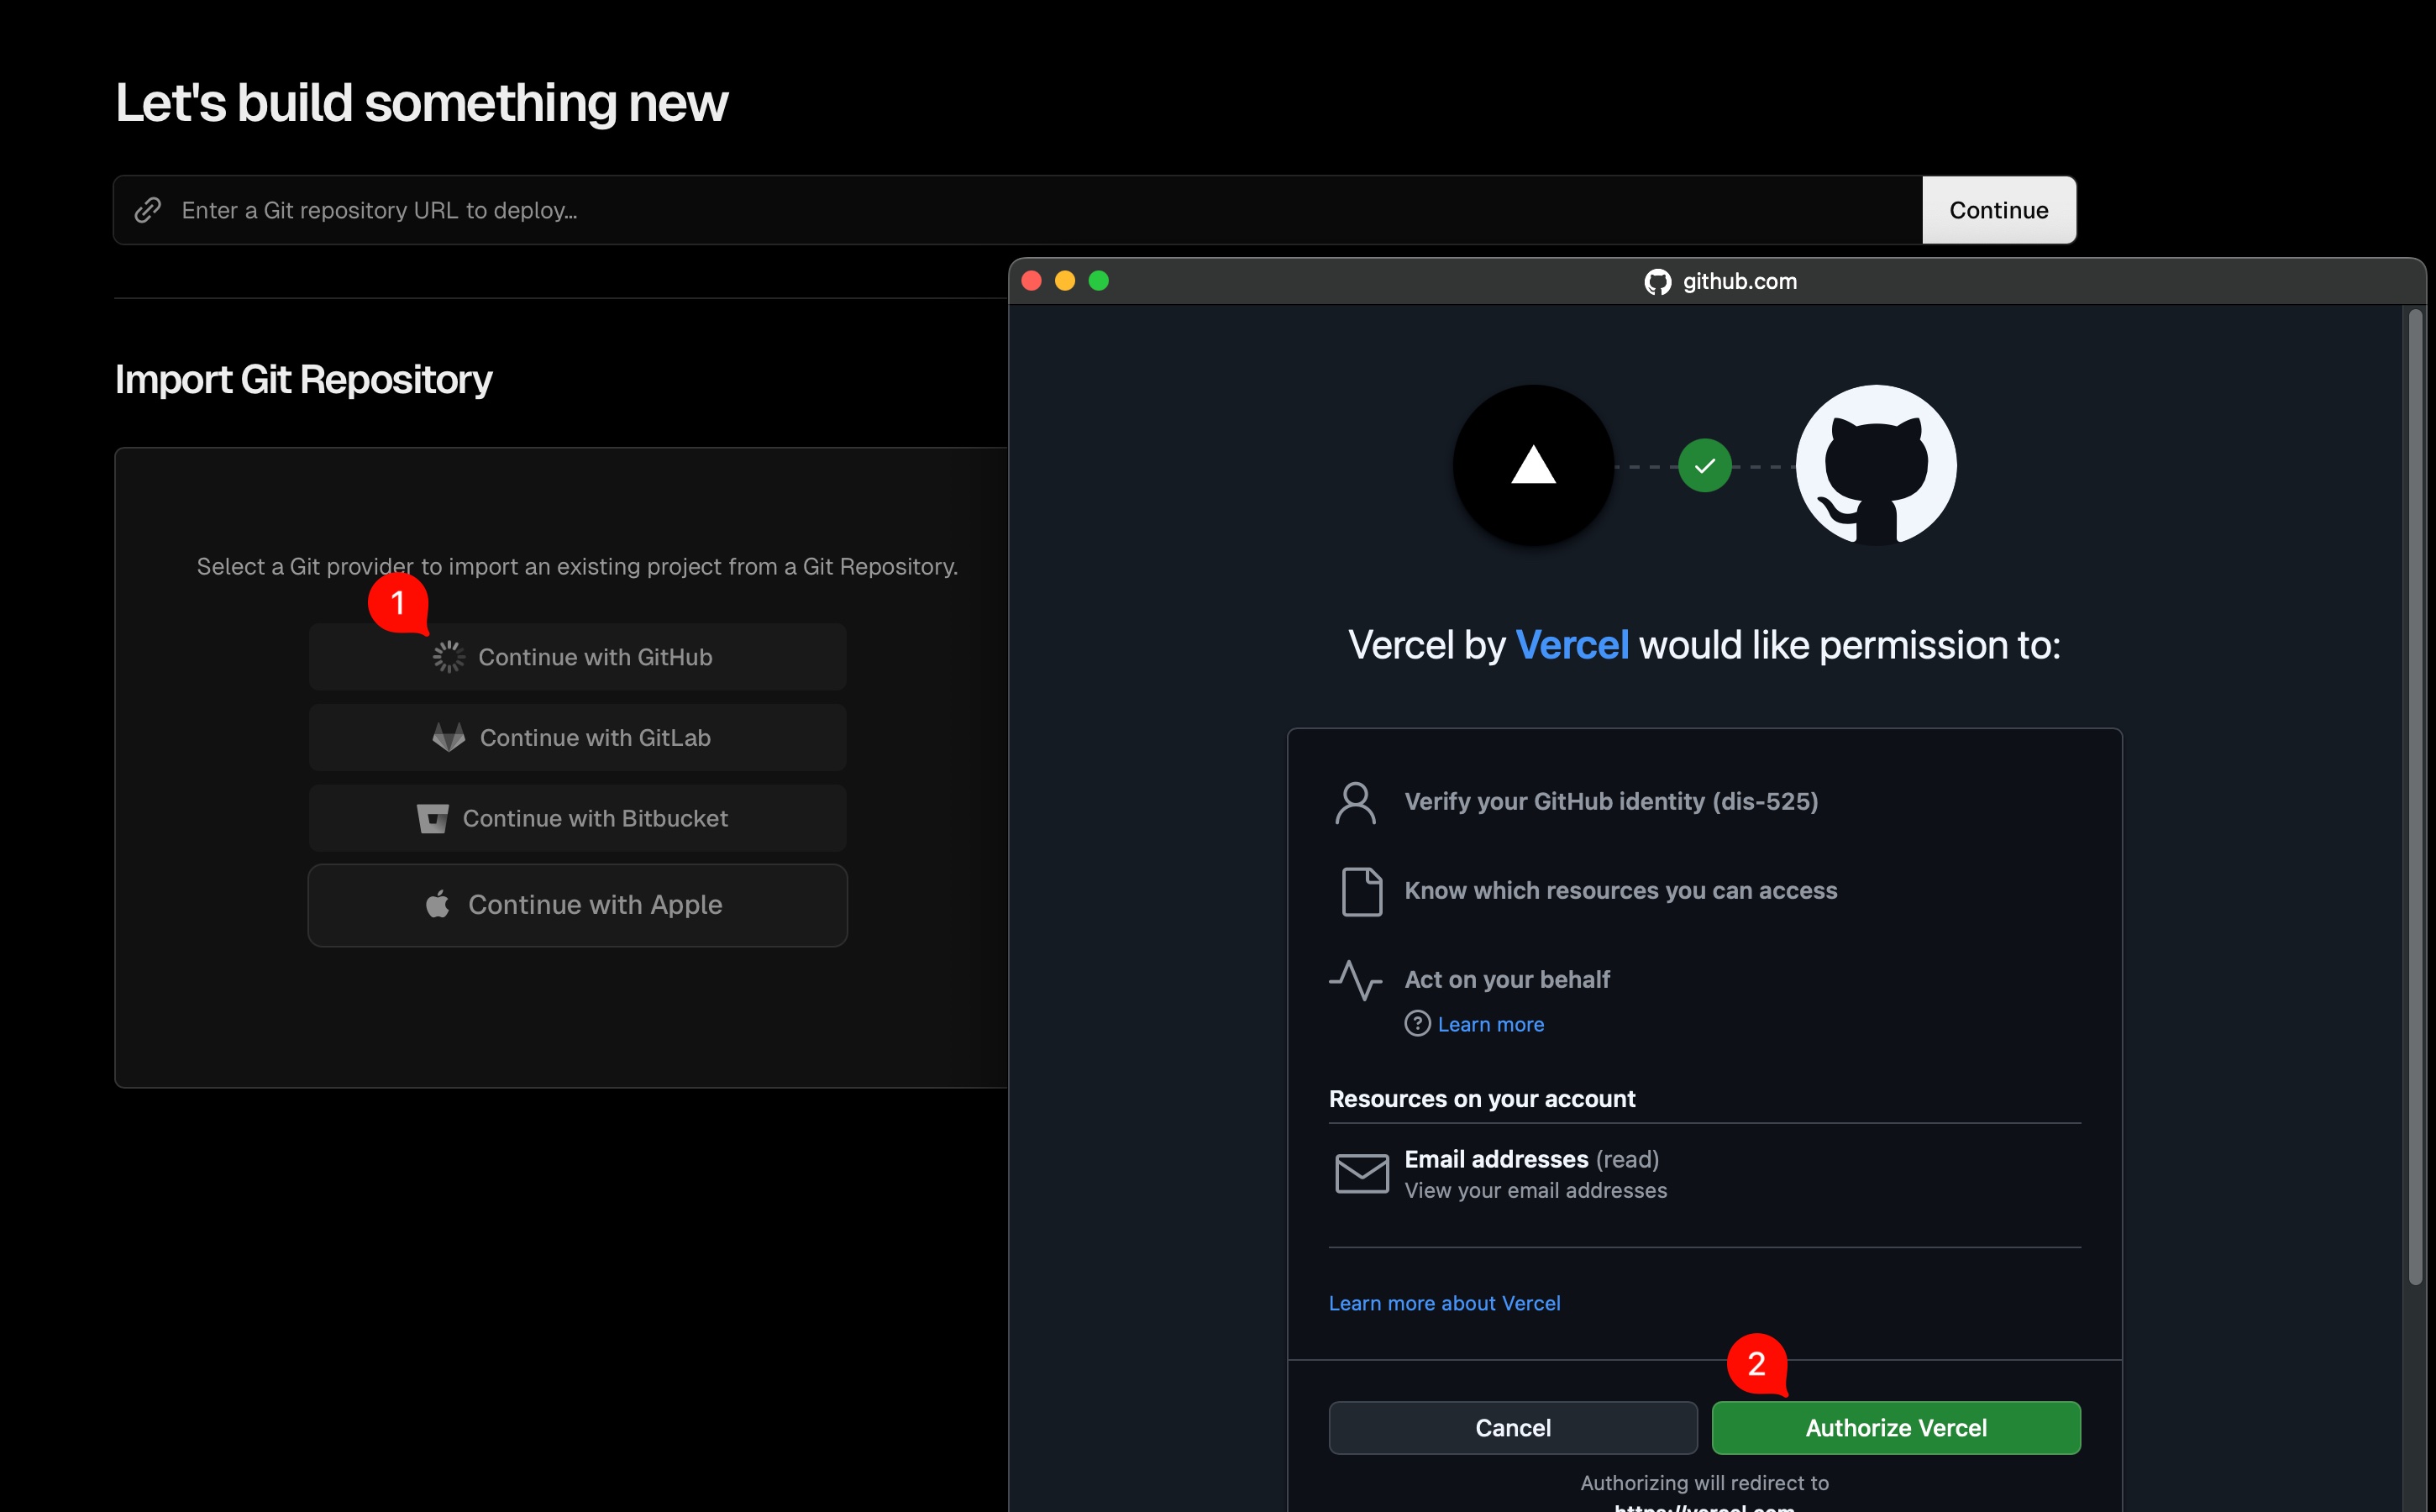 Let's build something new
Enter a Git repository URL to deploy...
Continue
github.com
Import Git Repository
Select a Git provider to import an existing project from a Git Repository.
1
Continue with GitHub
Continue with GitLab
Continue with Bitbucket
Continue with Apple
Vercel by Vercel would like permission to:
Verify your GitHub identity (dis-525)
Know which resources you can access
Act on your behalf
Learn more
Resources on your account
Email addresses (read)
View your email addresses
Learn more about Vercel
2
Cancel
Authorize Vercel
Authorizing will redirect to
https://vercel.com